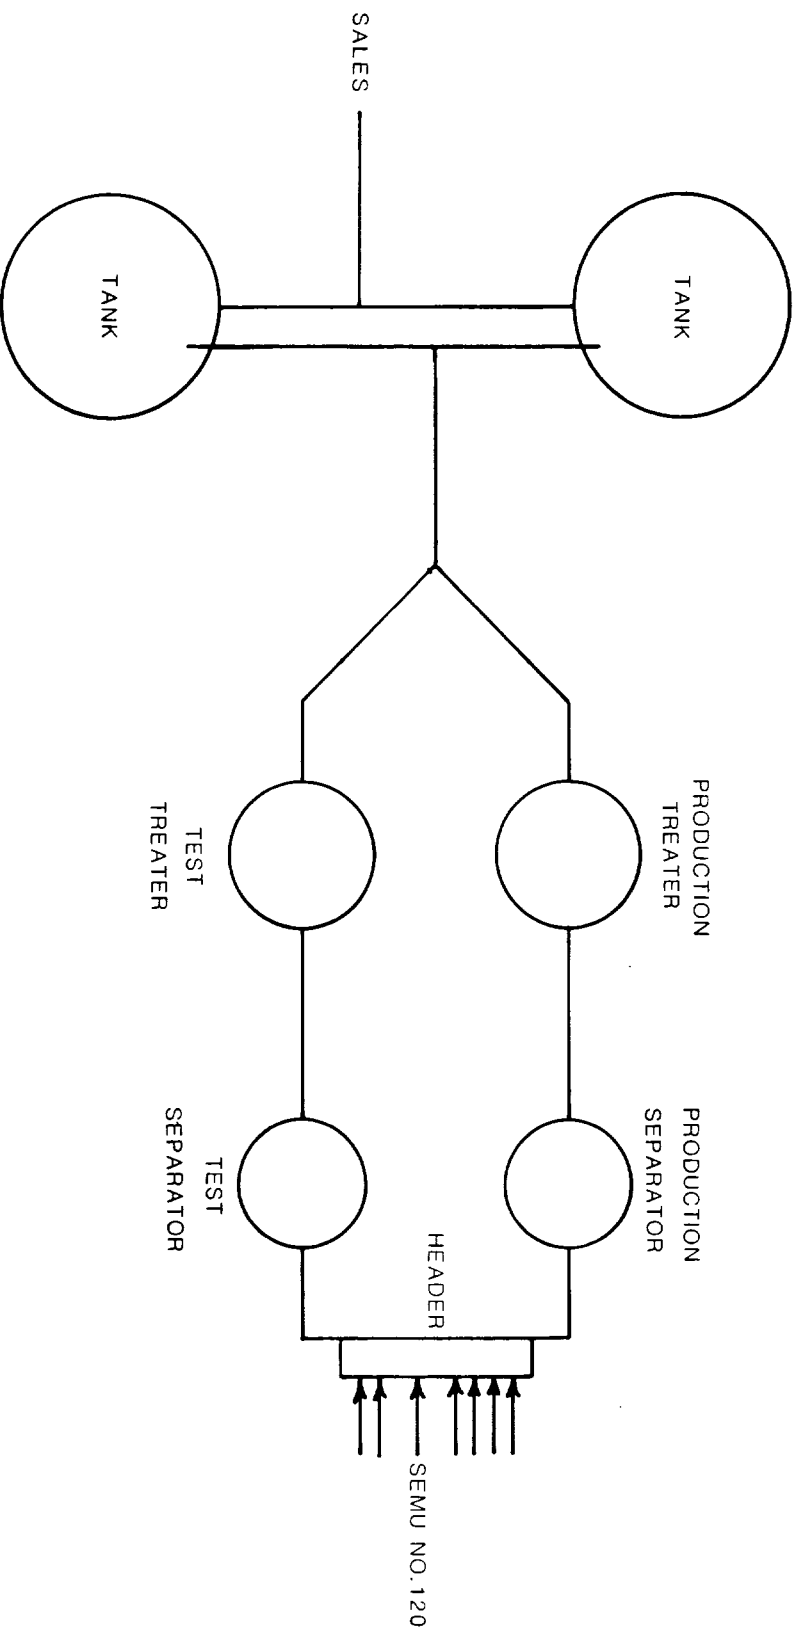 SALES
TANK
TANK
PRODUCTION
TREATER
TEST
TREATER
PRODUCTION
SEPARATOR
TEST
SEPARATOR
HEADER
SEMU NO.120